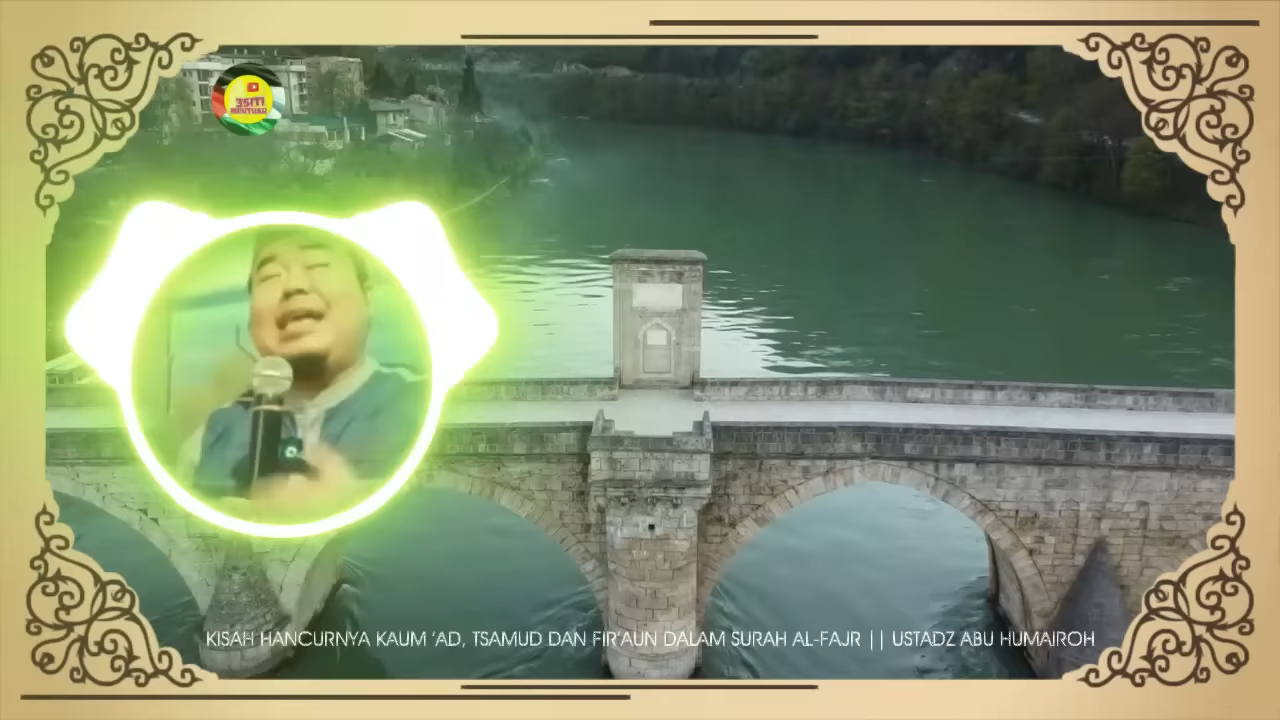 KISAH HANCURNYA KAUM 'AD, TSAMUD DAN FIR'AUN DALAM SURAH AL-FAJR || USTADZ ABU HUMAIROH